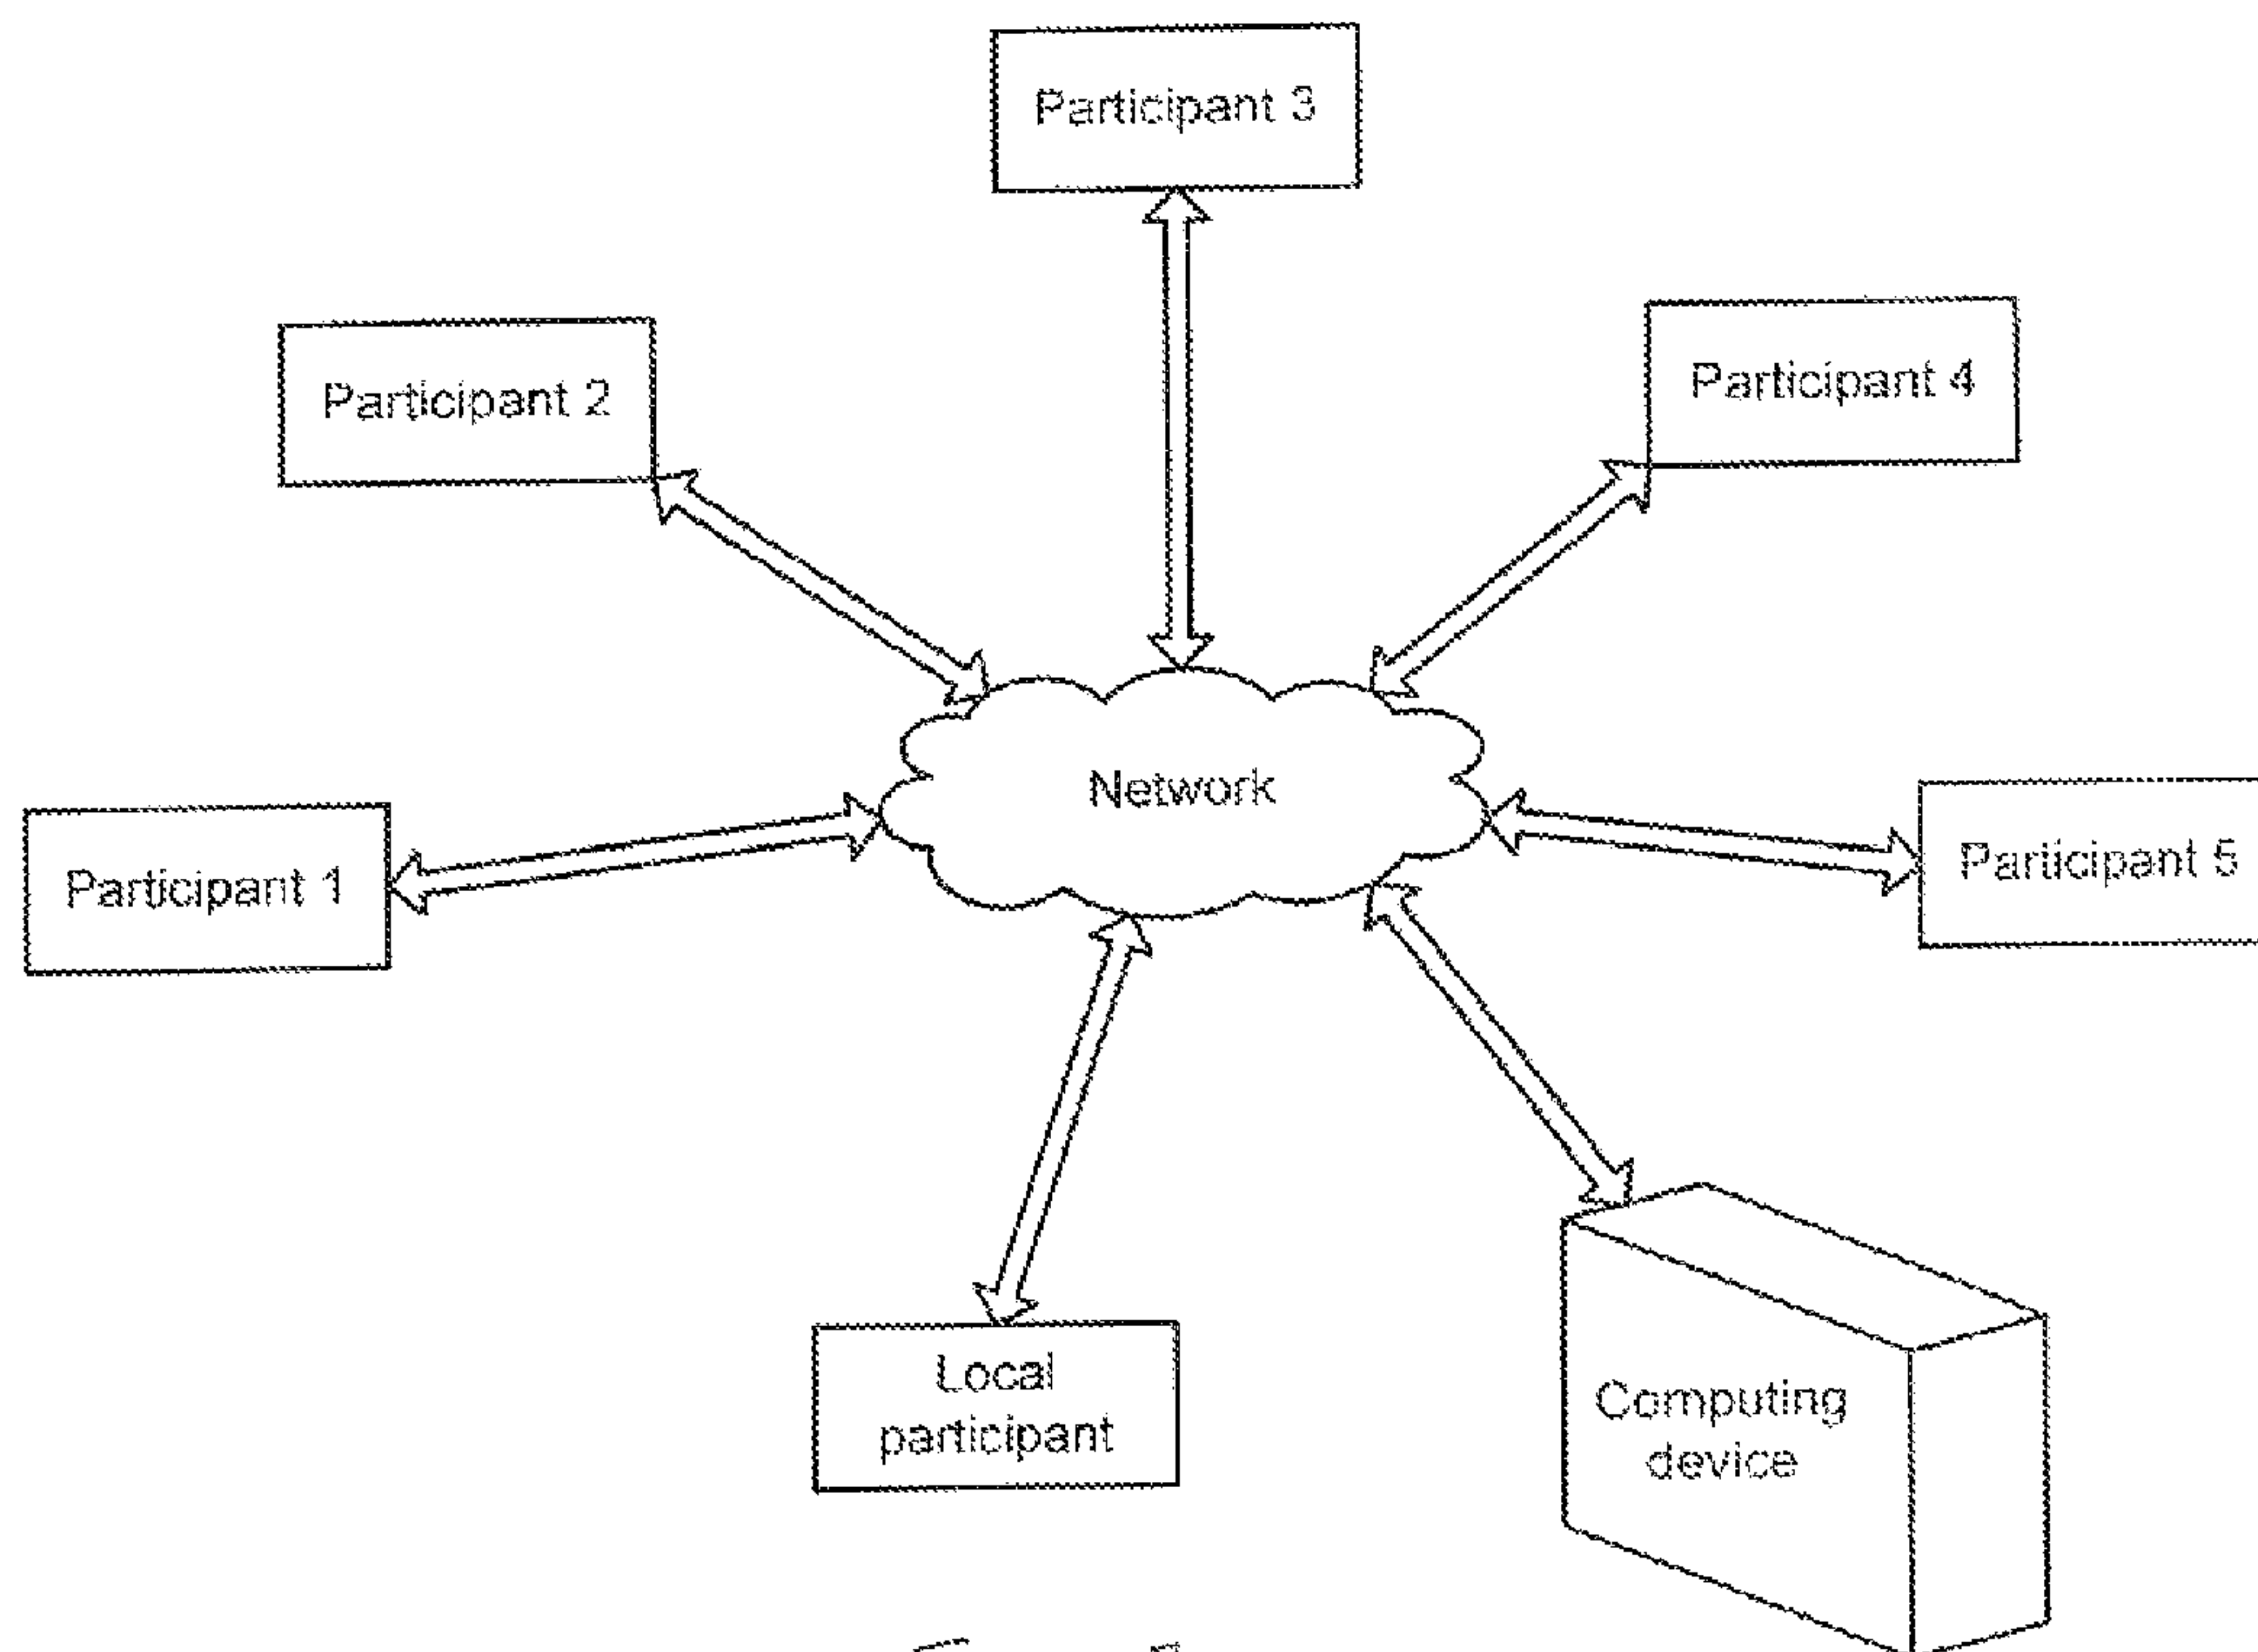 Participant 3
Participant 2
Participant 4
Network
Participant 1
Participant 5
Local
participant
Computing
device